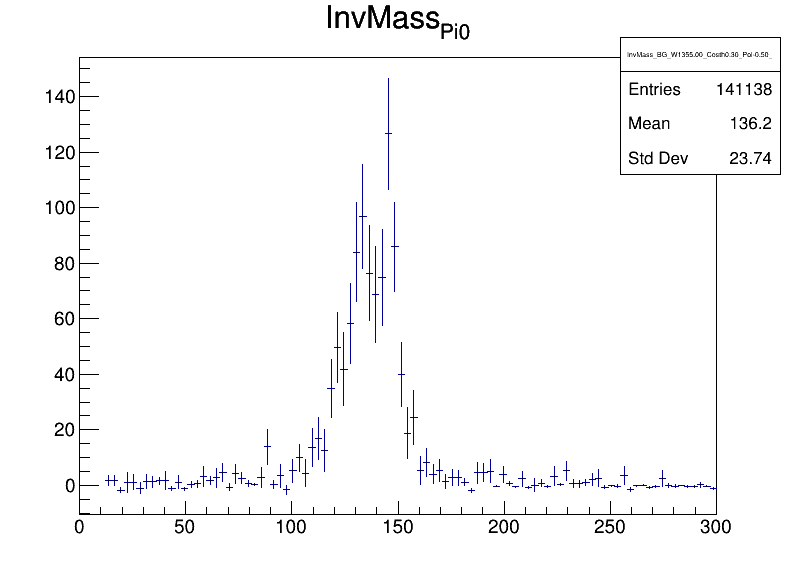 InvMassPi0
InvMass_BG_W1355.00_Costh0.30_Pol-0.50_
Entries 141138
Mean 136.2
Std Dev 23.74
140
120
100
80
60
40
20
0
0 50 100 150 200 250 300